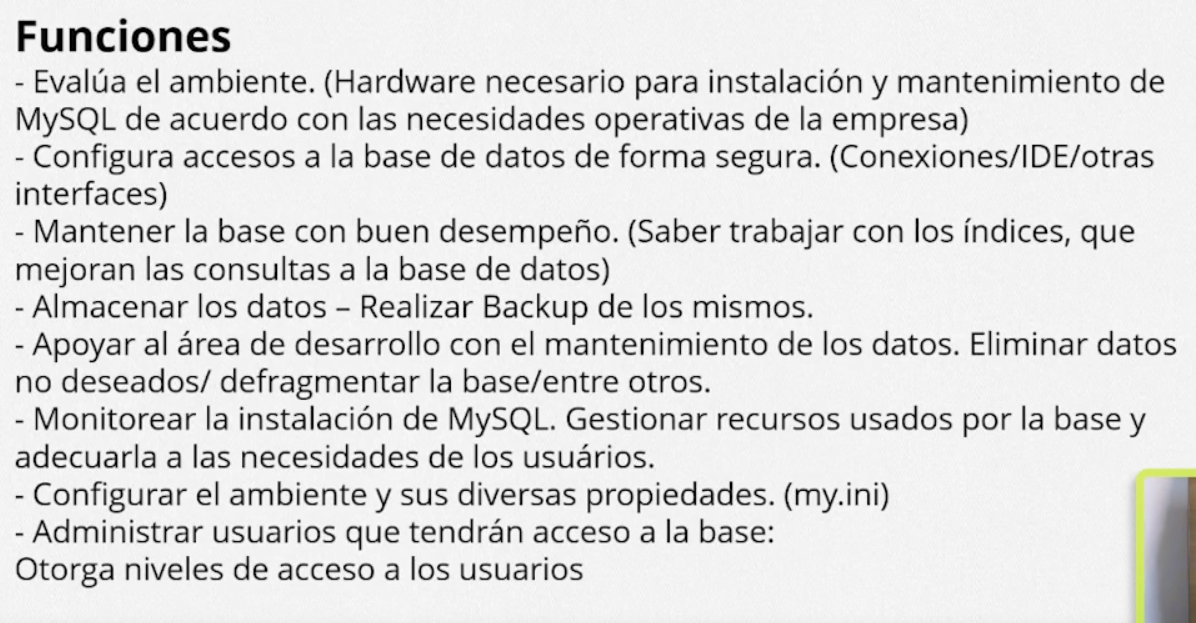 Funciones
- Evalúa el ambiente. (Hardware necesario para instalación y mantenimiento de
MySQL de acuerdo con las necesidades operativas de la empresa)
- Configura accesos a la base de datos de forma segura. (Conexiones/IDE/otras
interfaces)
- Mantener la base con buen desempeño. (Saber trabajar con los índices, que
mejoran las consultas a la base de datos)
- Almacenar los datos – Realizar Backup de los mismos.
- Apoyar al área de desarrollo con el mantenimiento de los datos. Eliminar datos
no deseados/ defragmentar la base/entre otros.
- Monitorear la instalación de MySQL. Gestionar recursos usados por la base y
adecuarla a las necesidades de los usuários.
- Configurar el ambiente y sus diversas propiedades. (my.ini)
- Administrar usuarios que tendrán acceso a la base:
Otorga niveles de acceso a los usuarios